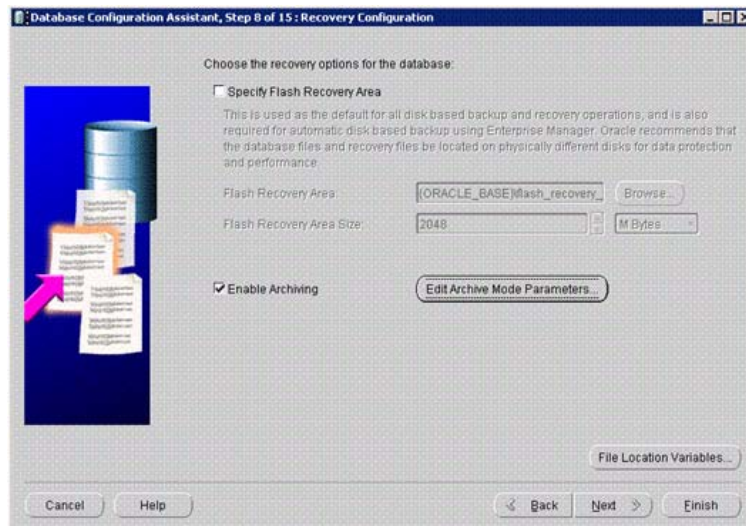 Database Configuration Assistant, Step 8 of 15 : Recovery Configuration
Choose the recovery options for the database:
Specify Flash Recovery Area
This is used as the default for all disk based backup and recovery operations, and is also
required for automatic disk based backup using Enterprise Manager. Oracle recommends that
the database files and recovery files be located on physically different disks for data protection
and performance.
Flash Recovery Area: {ORACLE_BASE}\flash_recovery_ Browse...
Flash Recovery Area Size: 2048 M Bytes
Enable Archiving Edit Archive Mode Parameters...
File Location Variables...
Cancel Help Back Next Finish